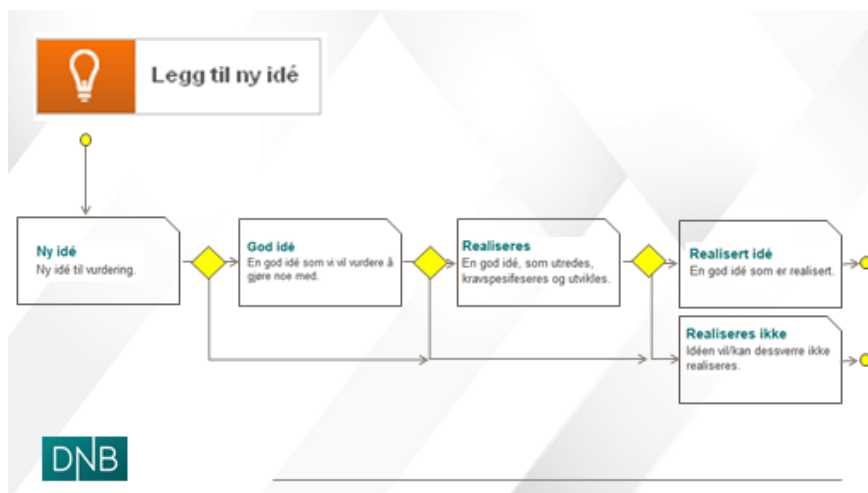 Legg til ny idé
Ny idé
Ny idé til vurdering.
God idé
En god idé som vi vil vurdere å
gjøre noe med.
Realiseres
En god idé, som utredes,
kravspesifeseres og utvikles.
Realisert idé
En god idé som er realisert.
Realiseres ikke
Idéen vil/kan dessverre ikke
realiseres.
DNB